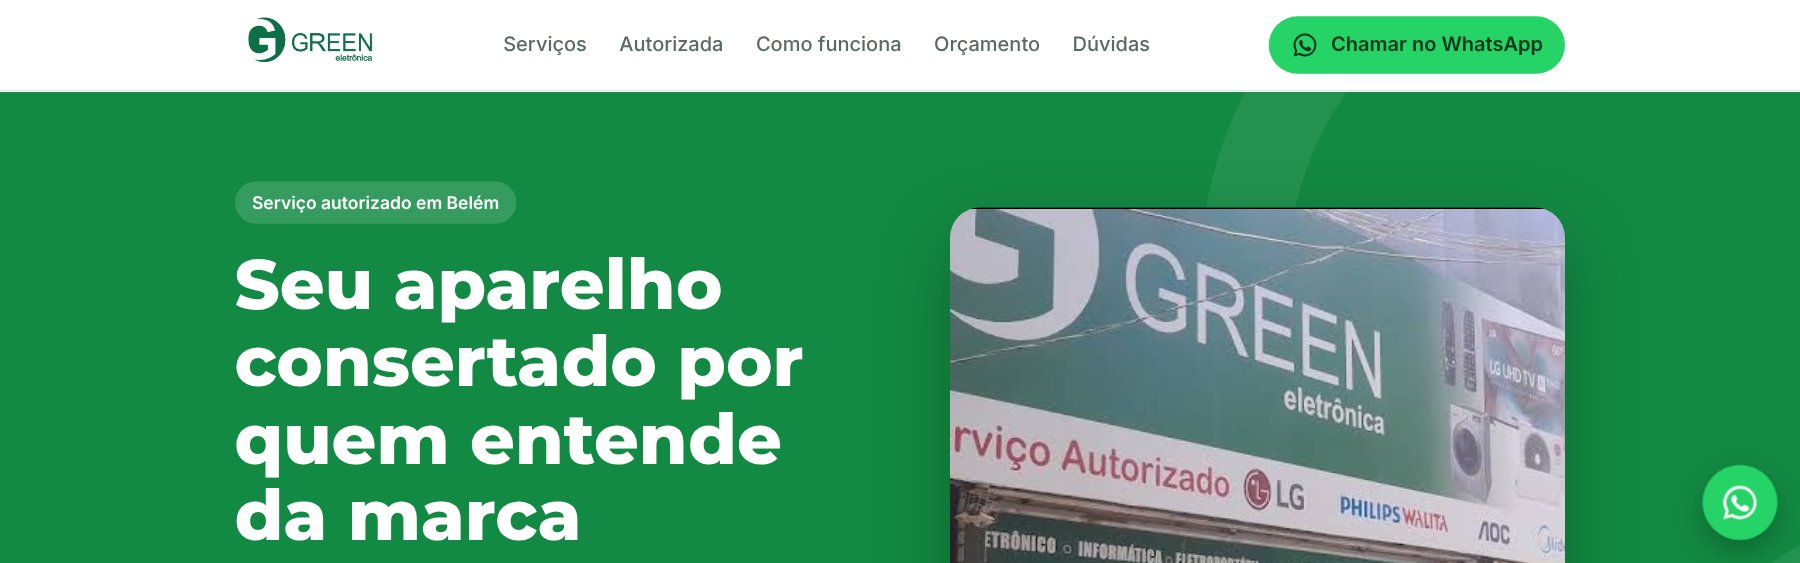 GREEN
eletrônica
Serviços
Autorizada
Como funciona
Orçamento
Dúvidas
Chamar no WhatsApp
Serviço autorizado em Belém
Seu aparelho
consertado por
quem entende
da marca
GREEN
eletrônica
LG UHD TV
rviço Autorizado LG PHILIPS WALITA AOC
ETRÔNICO INFORMÁTICA